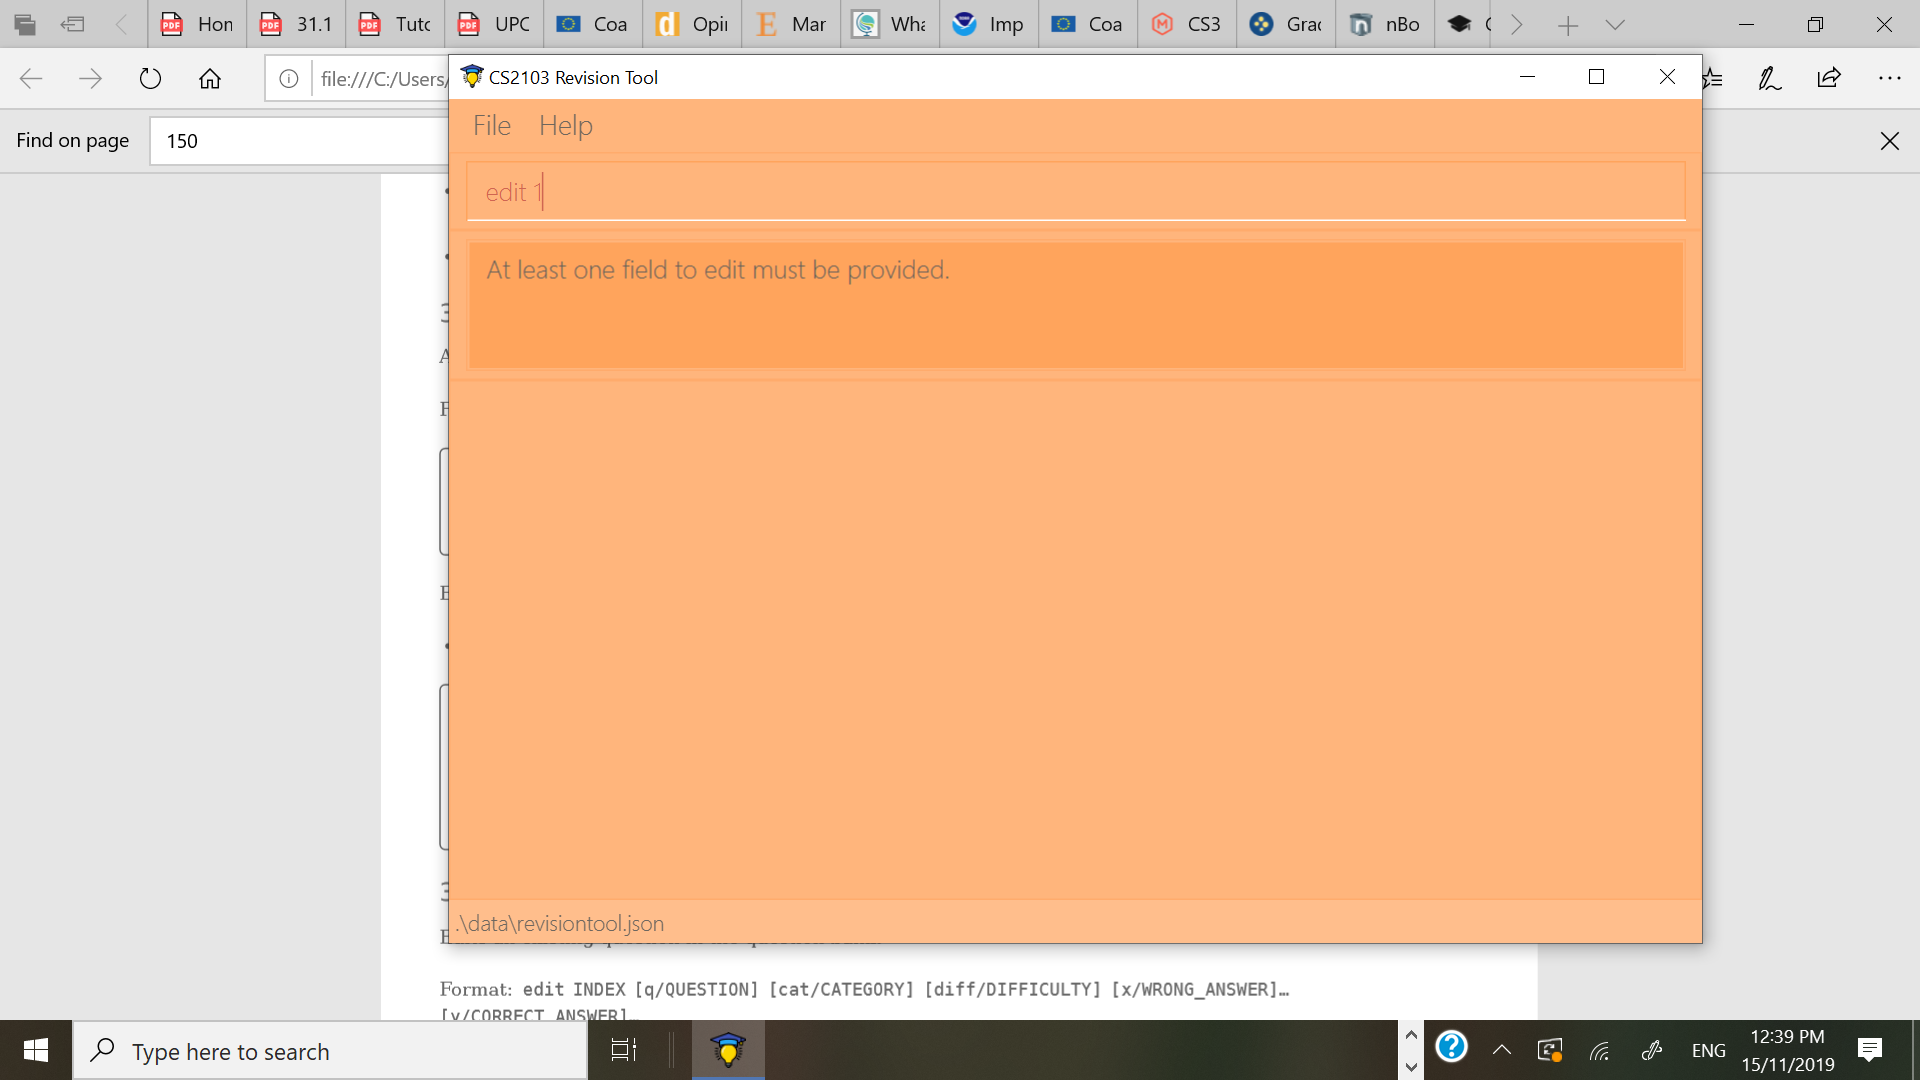 Hon
31.1
Tuto
UPC
Coa
Opii
Mar
Wha
Imp
Coa
CS3
Grac
nBo
file:///C:/Users/
CS2103 Revision Tool
Find on page
150
File Help
edit 1
At least one field to edit must be provided.
.\data\revisiontool.json
Format: edit INDEX [q/QUESTION] [cat/CATEGORY] [diff/DIFFICULTY] [x/WRONG_ANSWER]…
[y/CORRECT_ANSWER]…
Type here to search
ENG
12:39 PM
15/11/2019